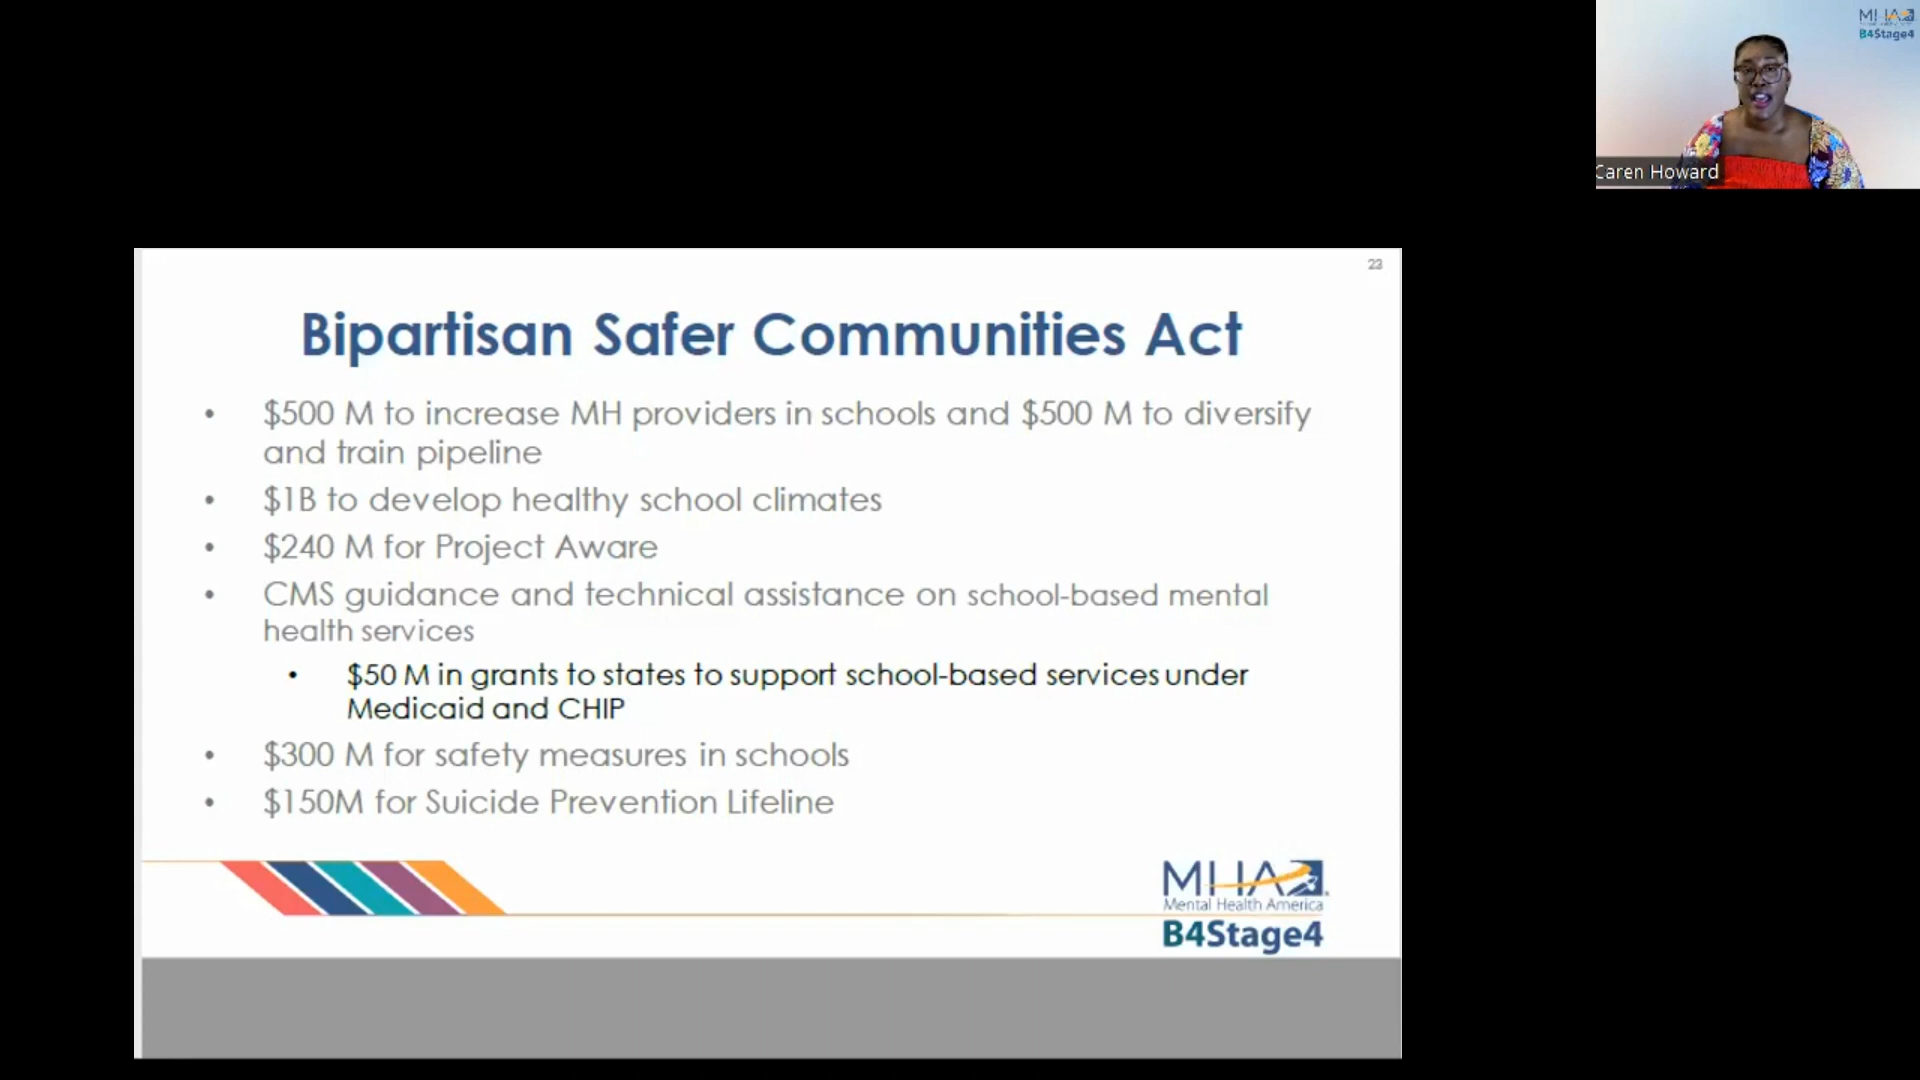 MHA
B4Stage4
Caren Howard
23
Bipartisan Safer Communities Act
• $500 M to increase MH providers in schools and $500 M to diversify
and train pipeline
• $1B to develop healthy school climates
• $240 M for Project Aware
• CMS guidance and technical assistance on school-based mental
health services
• $50 M in grants to states to support school-based services under
Medicaid and CHIP
• $300 M for safety measures in schools
• $150M for Suicide Prevention Lifeline
MHA
Mental Health America
B4Stage4